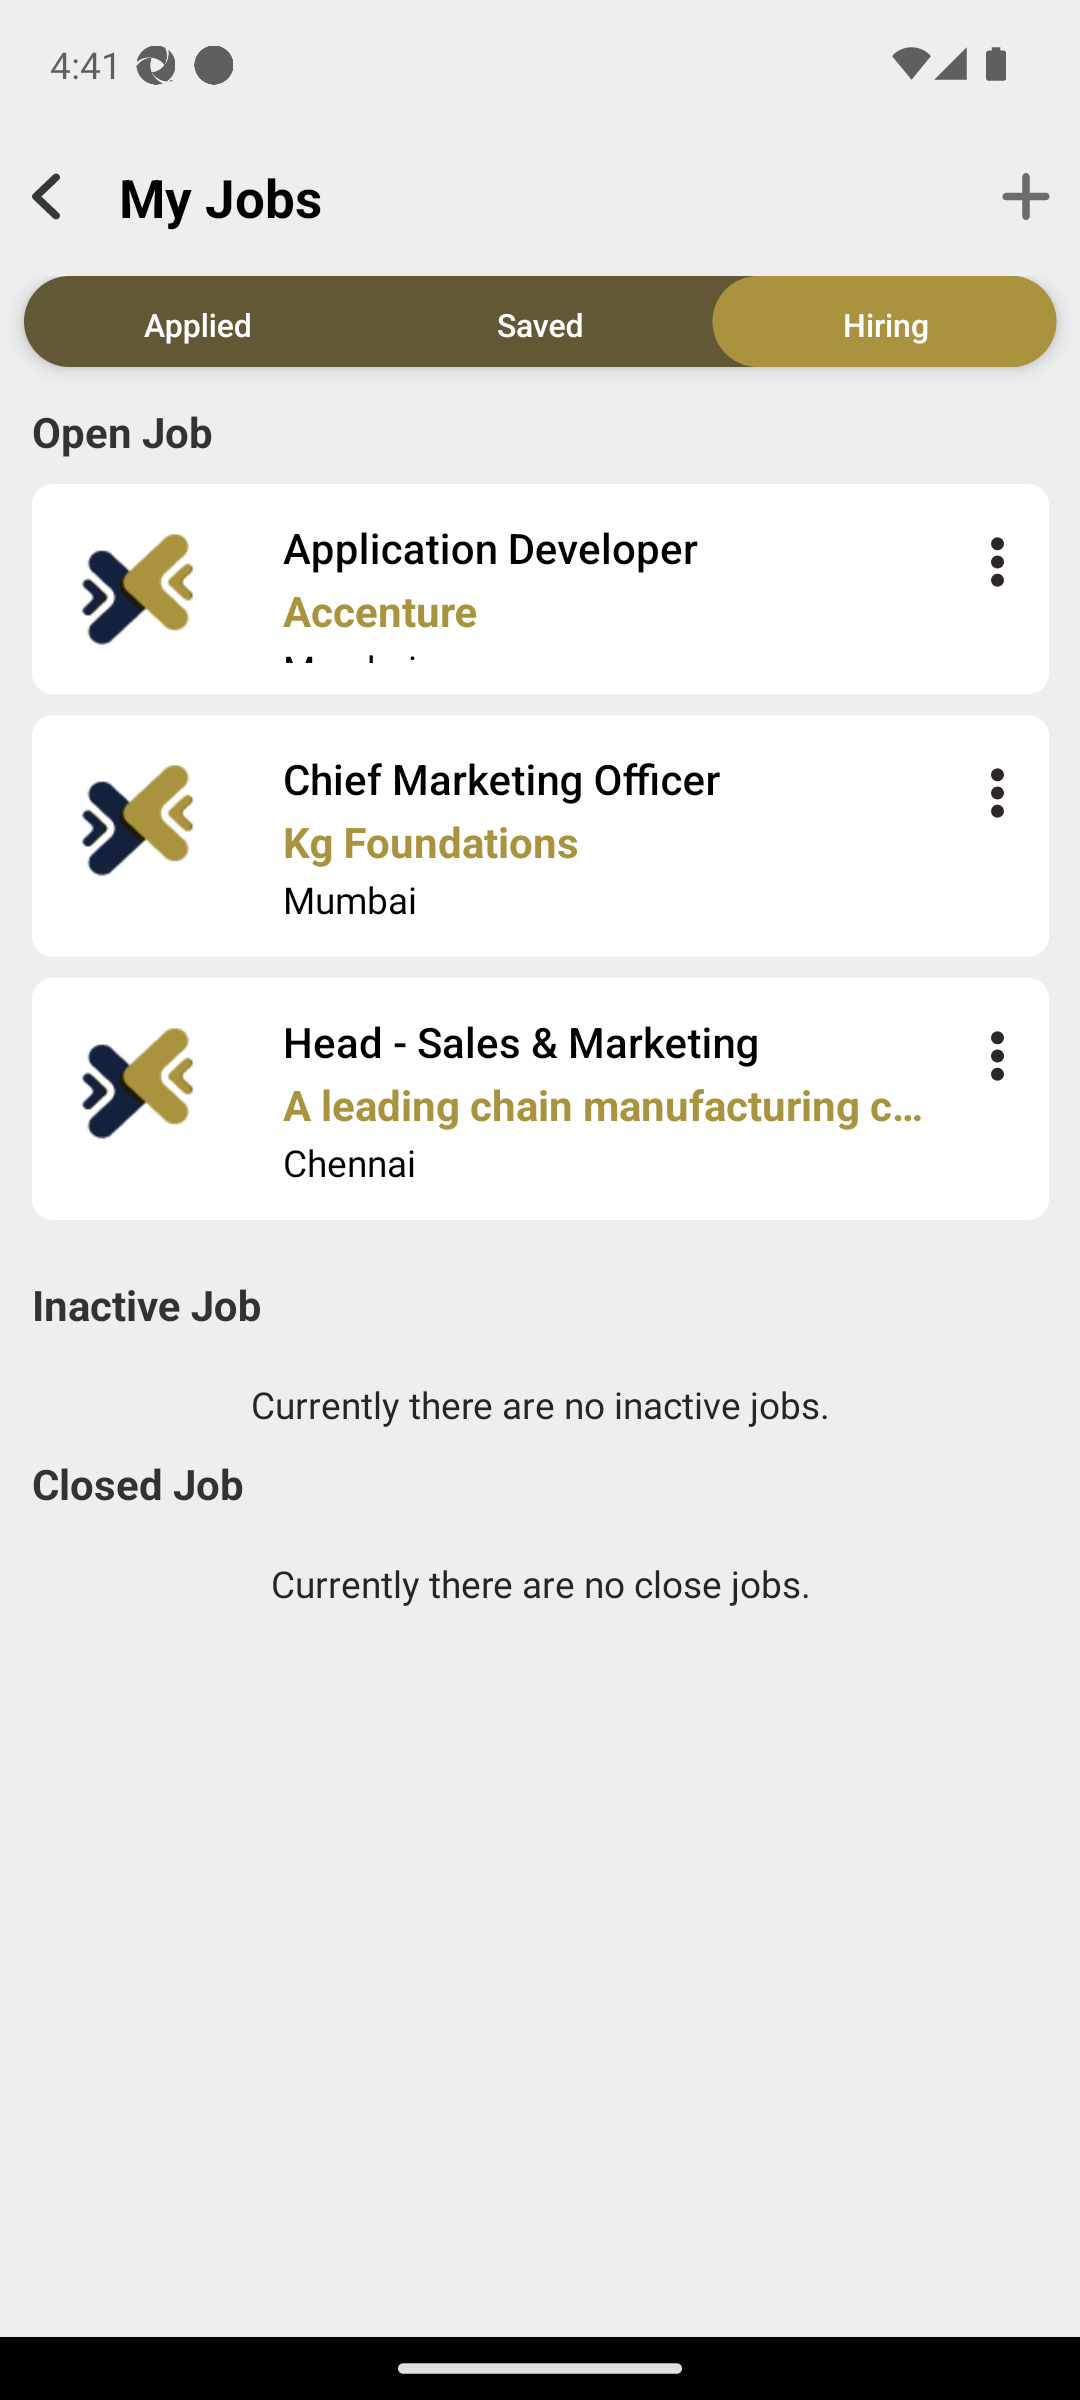 4:41
My Jobs
Applied
Saved
Hiring
Open Job
Application Developer
Accenture
Chief Marketing Officer
Kg Foundations
Mumbai
Head - Sales & Marketing
A leading chain manufacturing c...
Chennai
Inactive Job
Currently there are no inactive jobs.
Closed Job
Currently there are no close jobs.